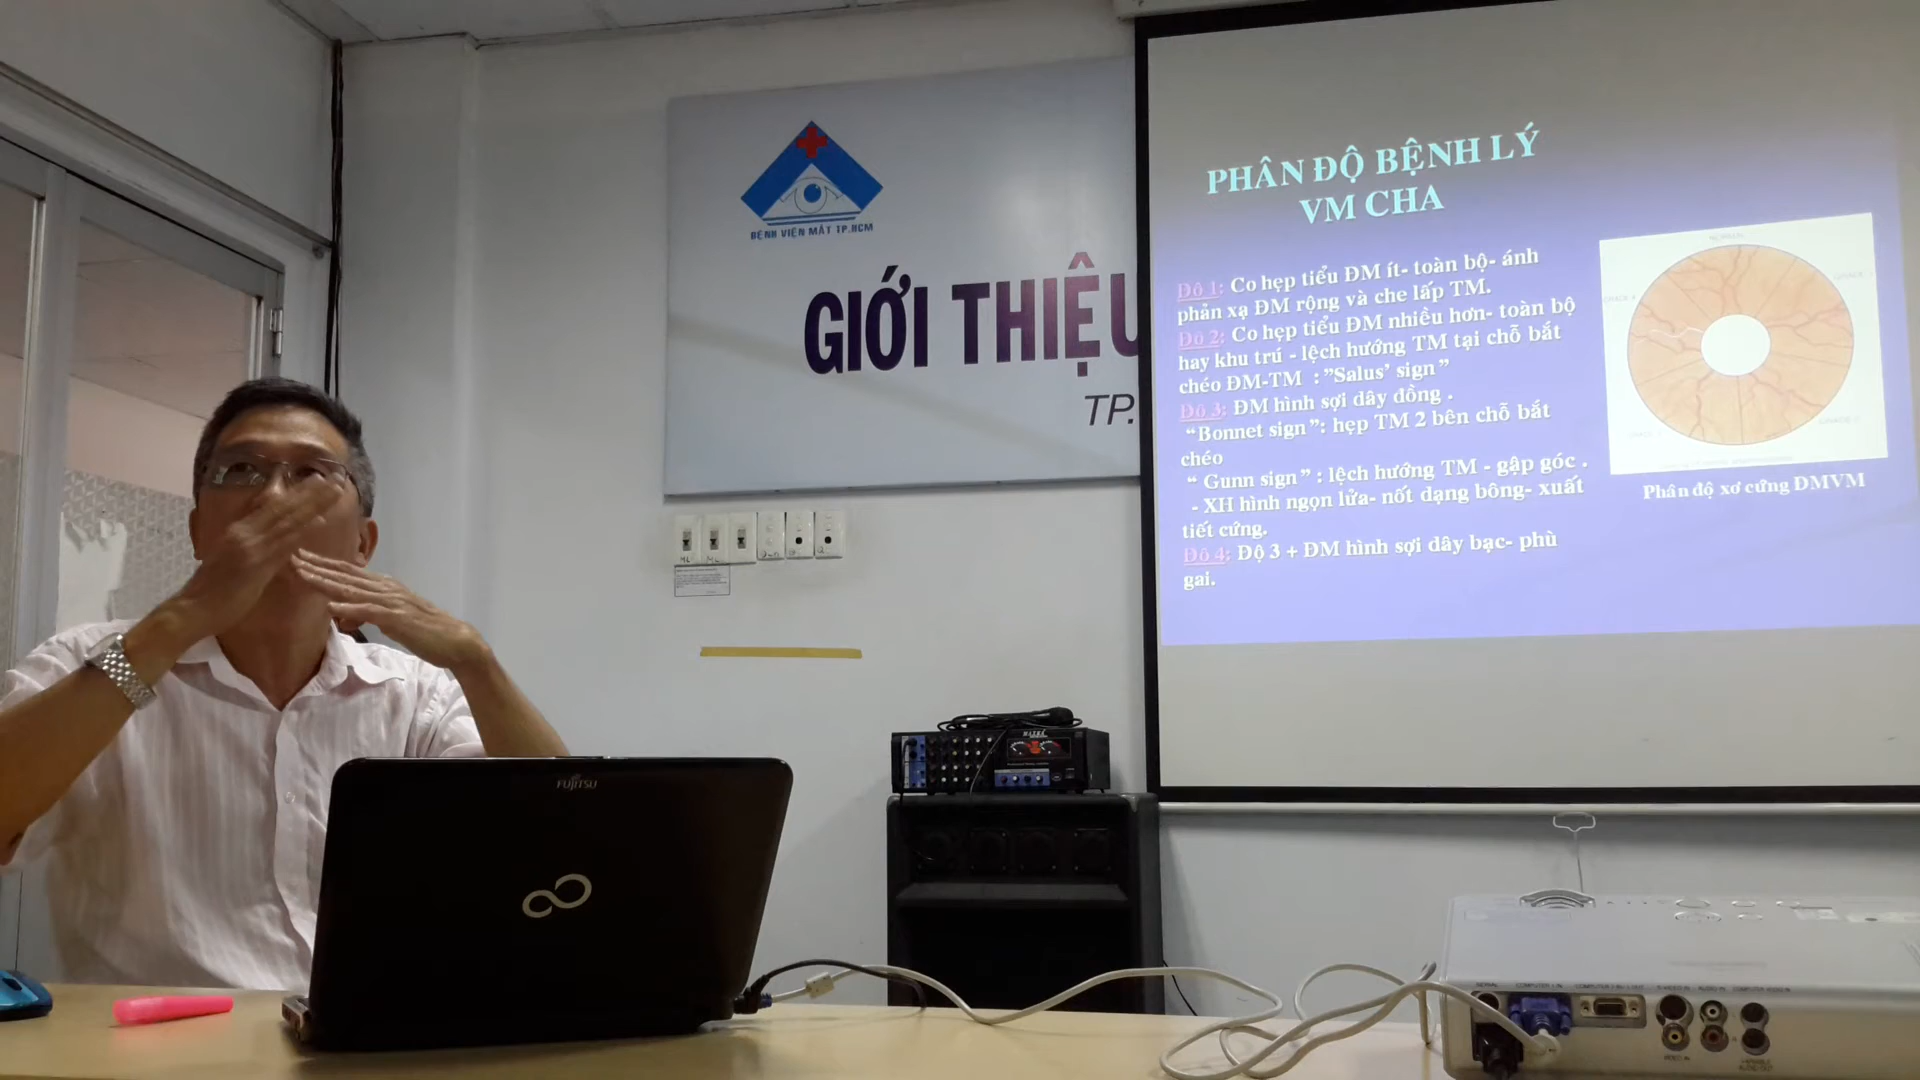 BỆNH VIỆN MẮT TP.HCM
GIỚI THIỆU
TP.
PHÂN ĐỘ BỆNH LÝ
VM CHA
Độ 1: Co hẹp tiểu ĐM ít- toàn bộ- ánh
phản xạ ĐM rộng và che lấp TM.
Độ 2: Co hẹp tiểu ĐM nhiều hơn- toàn bộ
hay khu trú - lệch hướng TM tại chỗ bắt
chéo ĐM-TM : "Salus' sign"
Độ 3: ĐM hình sợi dây đồng .
"Bonnet sign": hẹp TM 2 bên chỗ bắt
chéo
" Gunn sign" : lệch hướng TM - gập góc .
- XH hình ngọn lửa- nốt dạng bông- xuất
tiết cứng.
Độ 4: Độ 3 + ĐM hình sợi dây bạc- phù
gai.
Phân độ xơ cứng DMVM
FUJITSU